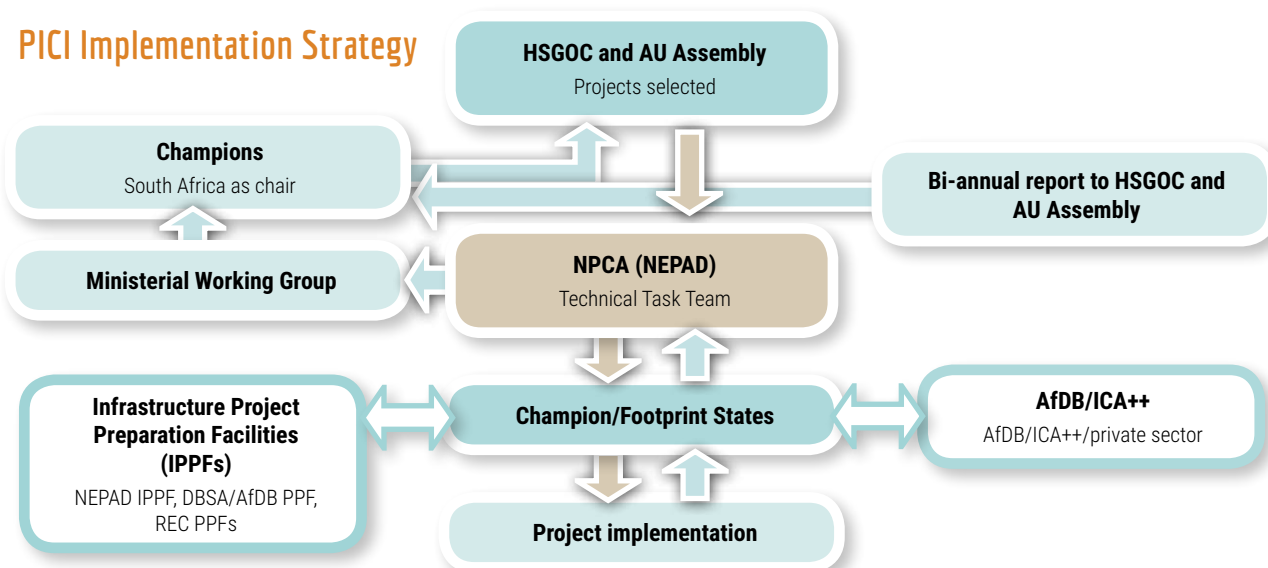 PICI Implementation Strategy
HSGOC and AU Assembly
Projects selected
Champions
South Africa as chair
Bi-annual report to HSGOC and
AU Assembly
Ministerial Working Group
NPCA (NEPAD)
Technical Task Team
Infrastructure Project
Preparation Facilities
(IPPFs)
NEPAD IPPF, DBSA/AfDB PPF,
REC PPFs
Champion/Footprint States
AfDB/ICA++
AfDB/ICA++/private sector
Project implementation